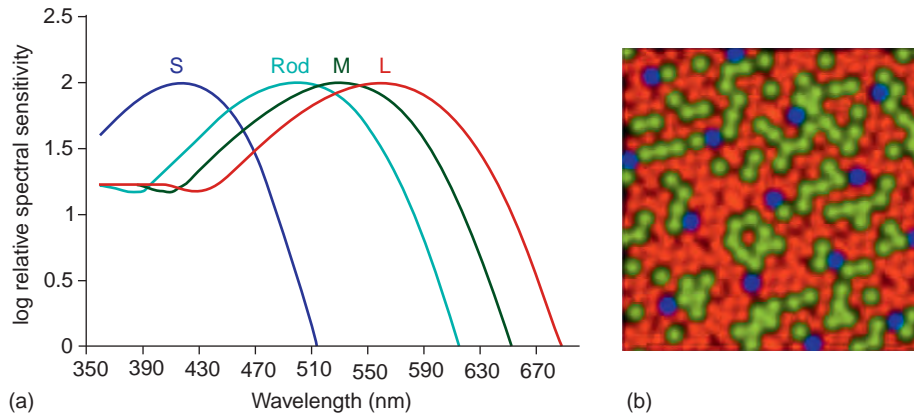 2.5
2
1.5
1
0.5
0
log relative spectral sensitivity
S
Rod
M
L
350 390 430 470 510 550 590 630 670
Wavelength (nm)
(a)
(b)